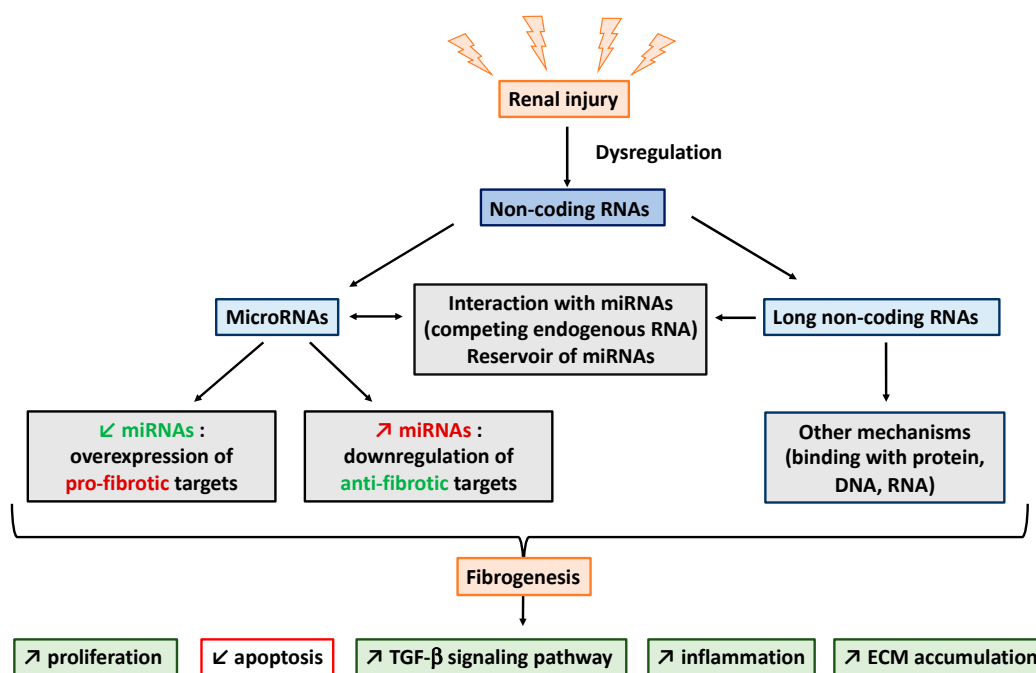 Renal injury
Dysregulation
Non-coding RNAs
MicroRNAs
Interaction with miRNAs
(competing endogenous RNA)
Reservoir of miRNAs
Long non-coding RNAs
↙ miRNAs :
overexpression of
pro-fibrotic targets
↗ miRNAs :
downregulation of
anti-fibrotic targets
Other mechanisms
(binding with protein,
DNA, RNA)
Fibrogenesis
↗ proliferation
↙ apoptosis
↗ TGF-β signaling pathway
↗ inflammation
↗ ECM accumulation